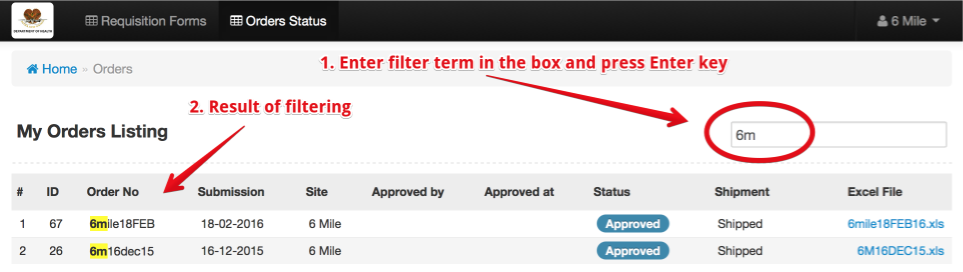 DEPARTMENT OF HEALTH
Requisition Forms Orders Status 6 Mile
Home » Orders
1. Enter filter term in the box and press Enter key
2. Result of filtering
My Orders Listing
6m
# ID Order No Submission Site Approved by Approved at Status Shipment Excel File
1 67 6mile18FEB 18-02-2016 6 Mile Approved Shipped 6mile18FEB16.xls
2 26 6m16dec15 16-12-2015 6 Mile Approved Shipped 6M16DEC15.xls